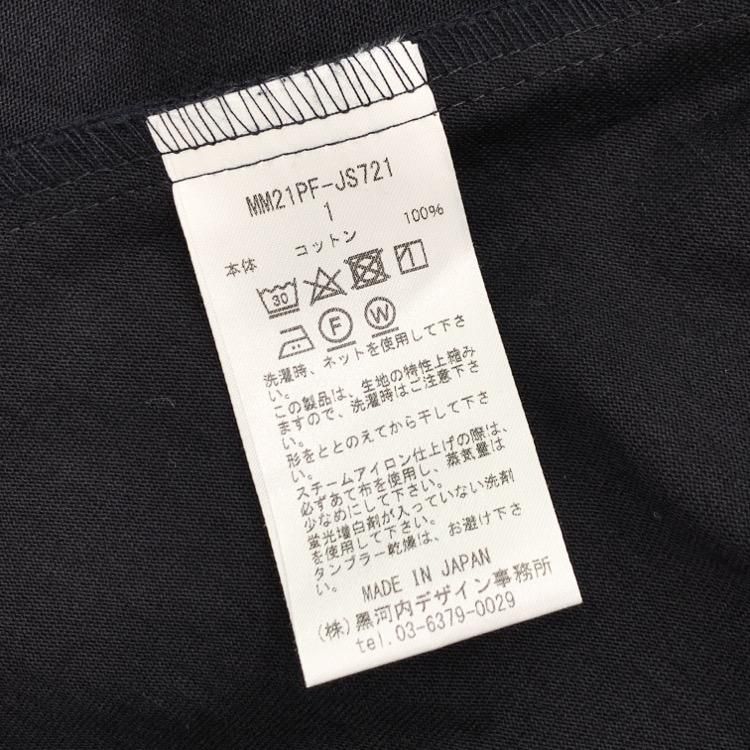 MM21PF-JS721
1
本体 コットン 100%
30
F W
洗濯時、ネットを使用して下さ
い。
この製品は、生地の特性上縮み
ますので、洗濯時はご注意下さ
い。
形をととのえてから干して下さ
い。
スチームアイロン仕上げの際は、
必ずあて布を使用し、蒸気量は
少なめにして下さい。
蛍光増白剤が入っていない洗剤
を使用して下さい。
タンブラー乾燥は、お避け下さ
い。
MADE IN JAPAN
(株)黒河内デザイン事務所
tel.03-6379-0029